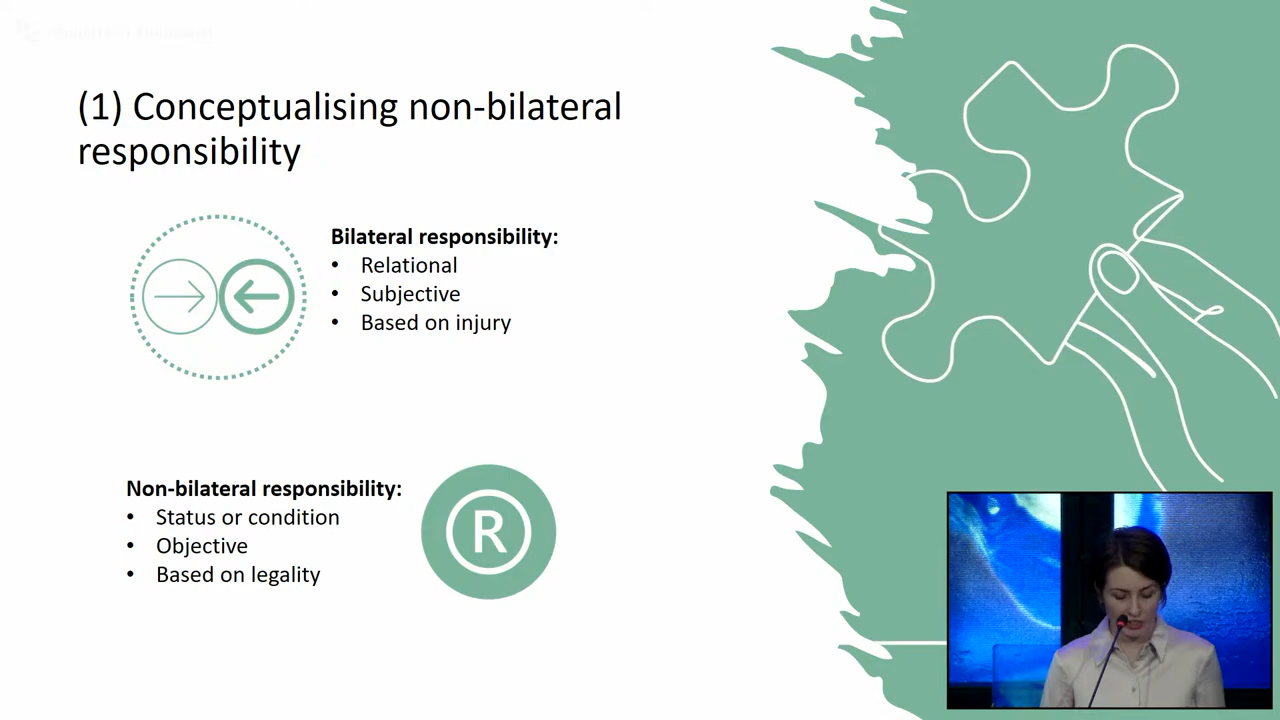 (1) Conceptualising non-bilateral
responsibility
Bilateral responsibility:
• Relational
• Subjective
• Based on injury
Non-bilateral responsibility:
• Status or condition
• Objective
• Based on legality
R